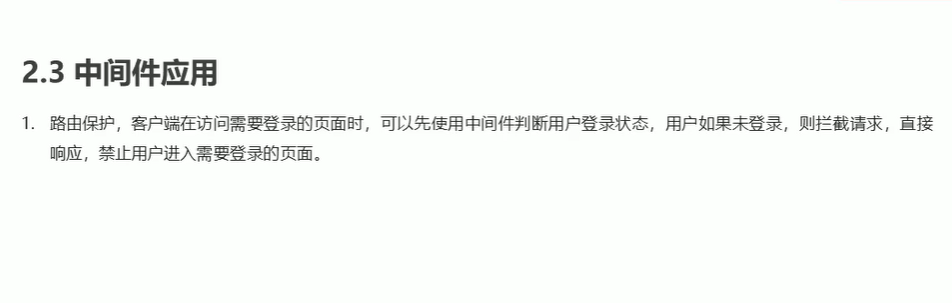 2.3 中间件应用
1. 路由保护，客户端在访问需要登录的页面时，可以先使用中间件判断用户登录状态，用户如果未登录，则拦截请求，直接
响应，禁止用户进入需要登录的页面。